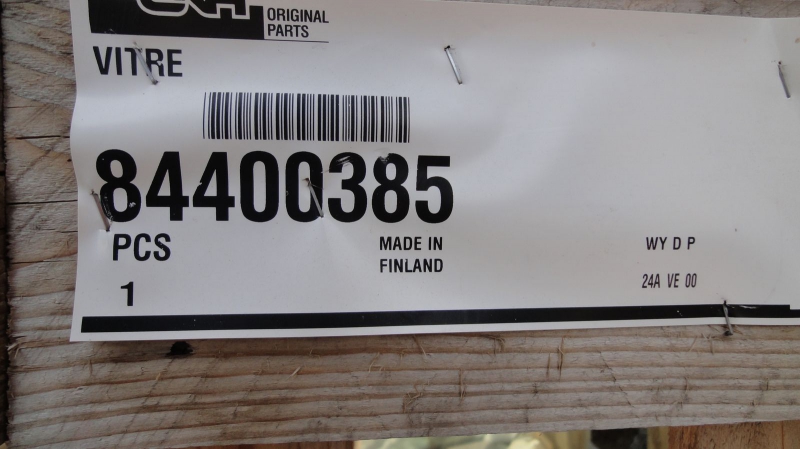 ORIGINAL
PARTS
VITRE
84400385
PCS
MADE IN
FINLAND
WY D P
1
24A VE 00